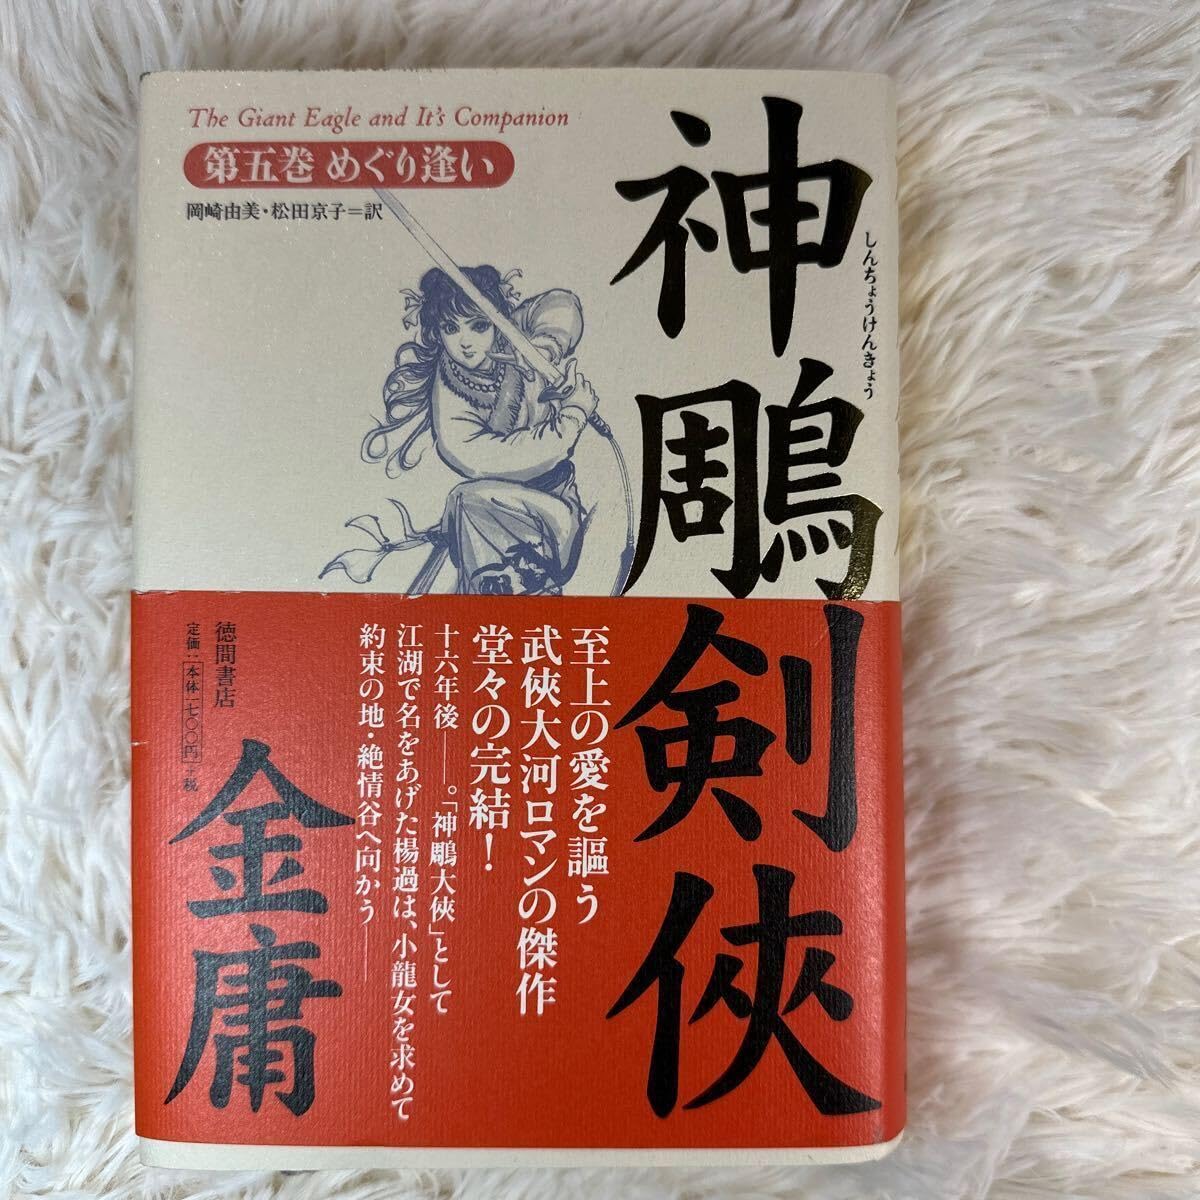 The Giant Eagle and It's Companion
第五巻 めぐり逢い
岡崎由美・松田京子＝訳
神鵰剣俠
しんちょうけんきょう
至上の愛を謳う
武俠大河ロマンの傑作
堂々の完結！
十六年後――。「神鵰大俠」として
江湖で名をあげた楊過は、小龍女を求めて
約束の地・絶情谷へ向かう――
徳間書店
定価：本体一七〇〇円＋税
金庸